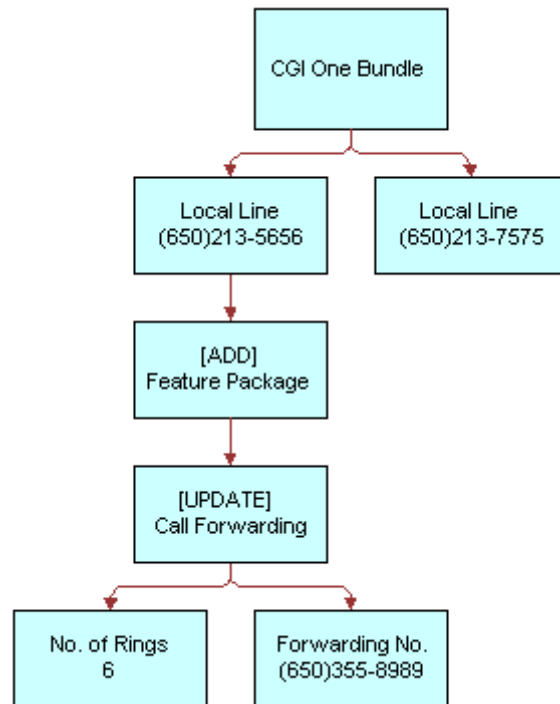 CGI One Bundle
Local Line
(650)213-5656
Local Line
(650)213-7575
[ADD]
Feature Package
[UPDATE]
Call Forwarding
No. of Rings
6
Forwarding No.
(650)355-8989